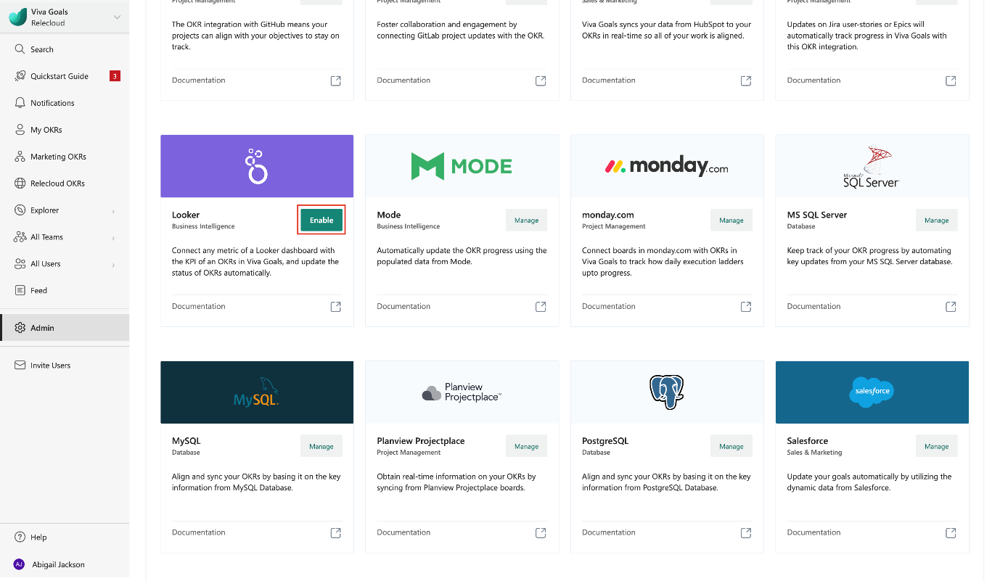 Viva Goals
Relecloud
Search
Quickstart Guide
3
Notifications
My OKRs
Marketing OKRs
Relecloud OKRs
Explorer
All Teams
All Users
Feed
Admin
Invite Users
Help
AJ
Abigail Jackson
Project Management
The OKR integration with GitHub means your
projects can align with your objectives to stay on
track.
Documentation
Project Management
Foster collaboration and engagement by
connecting GitLab project updates with the OKR.
Documentation
Sales & Marketing
Viva Goals syncs your data from HubSpot to your
OKRs in real-time so all of your work is aligned.
Documentation
Project Management
Updates on Jira user-stories or Epics will
automatically track progress in Viva Goals with
this OKR integration.
Documentation
Looker
Business Intelligence
Enable
Connect any metric of a Looker dashboard with
the KPI of an OKRs in Viva Goals, and update the
status of OKRs automatically.
Documentation
MODE
Mode
Business Intelligence
Manage
Automatically update the OKR progress using the
populated data from Mode.
Documentation
monday.com
monday.com
Project Management
Manage
Connect boards in monday.com with OKRs in
Viva Goals to track how daily execution ladders
upto progress.
Documentation
Microsoft
SQL Server
MS SQL Server
Database
Manage
Keep track of your OKR progress by automating
key updates from your MS SQL Server database.
Documentation
MySQL
MySQL
Database
Manage
Align and sync your OKRs by basing it on the key
information from MySQL Database.
Documentation
Planview
Projectplace™
Planview Projectplace
Project Management
Manage
Obtain real-time information on your OKRs by
syncing from Planview Projectplace boards.
Documentation
PostgreSQL
Database
Manage
Align and sync your OKRs by basing it on the key
information from PostgreSQL Database.
Documentation
salesforce
Salesforce
Sales & Marketing
Manage
Update your goals automatically by utilizing the
dynamic data from Salesforce.
Documentation